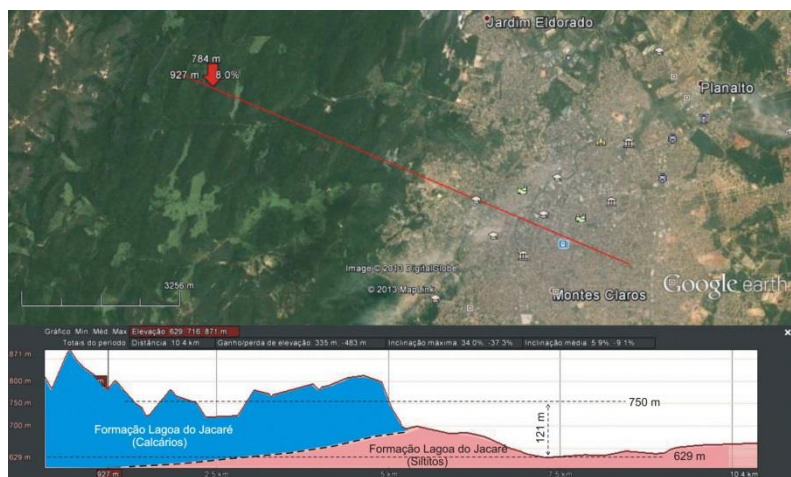 Jardim Eldorado
784 m
927 m 8.0%
Planalto
3256 m
Image © 2013 DigitalGlobe
© 2013 MapLink
Montes Claros
Google earth
Gráfico Mín. Méd. Máx. Elevação 629, 716, 871 m
Totais do período Distância: 10.4 km Ganho/perda de elevação: 335 m, -483 m Inclinação máxima: 34.0%, -37.3% Inclinação média: 5.9%, -9.1%
871 m
800 m
750 m
700 m
629 m
750 m
121 m
Formação Lagoa do Jacaré
(Calcários)
Formação Lagoa do Jacaré
(Siltitos)
629 m
927 m
2.5 km
5 km
7.5 km
10.4 km